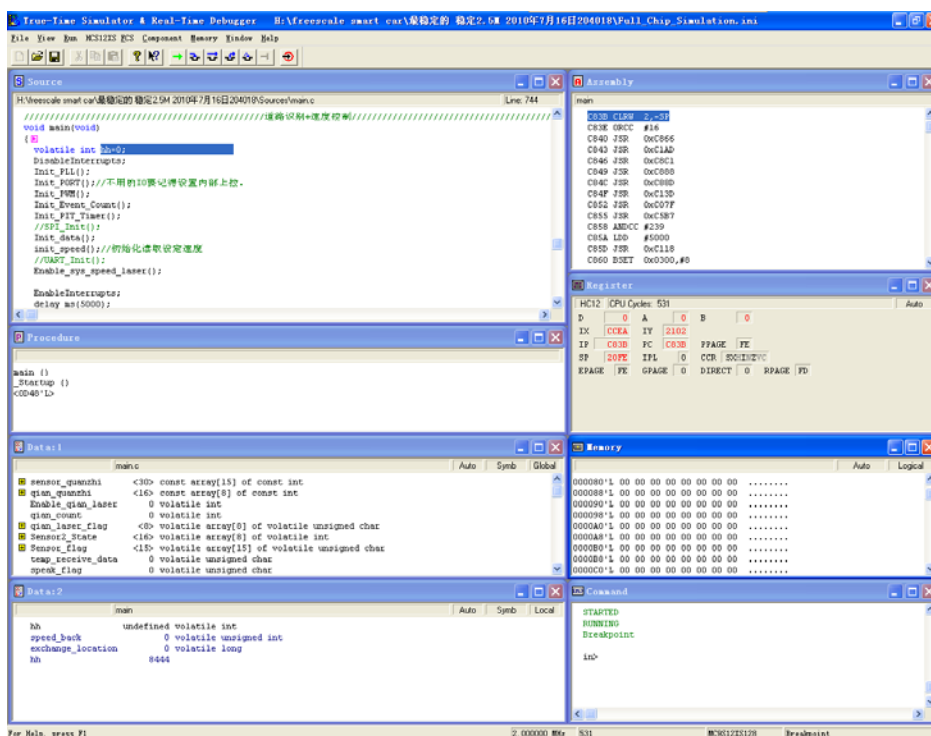 True-Time Simulator & Real-Time Debugger H:\freescale smart car\最稳定的 稳定2.5M 2010年7月16日204018\Full_Chip_Simulation.ini
File View Run HCS12XS PCS Component Memory Window Help
Source
H:\freescale smart car\最稳定的 稳定2.5M 2010年7月16日204018\Sources\main.c Line: 744
//////////////////////////////////////////道路识别+速度控制//////////////////////////////////
void main(void)
{
volatile int hh=0;
DisableInterrupts;
Init_PLL();
Init_PORT();//不用的IO要记得设置内部上拉.
Init_PWM();
Init_Event_Count();
Init_PIT_Timer();
//SPI_Init();
Init_data();
init_speed();//初始化读取设定速度
//UART_Init();
Enable_sys_speed_laser();
EnableInterrupts;
delay ms(5000);
Assembly
main
C83B CLRW 2,-SP
C83E ORCC #16
C840 JSR 0xC866
C843 JSR 0xC1AD
C846 JSR 0xC8C1
C849 JSR 0xC888
C84C JSR 0xC88D
C84F JSR 0xC13D
C852 JSR 0xC07F
C855 JSR 0xC5B7
C858 ANDCC #239
C85A LDD #5000
C85D JSR 0xC118
C860 BSET 0x0300,#8
Register
HC12 CPU Cycles: 531 Auto
D 0 A 0 B 0
IX CCEA IY 2102
IP C83B PC C83B PPAGE FE
SP 20FE IPL 0 CCR SXHINZVC
EPAGE FE GPAGE 0 DIRECT 0 RPAGE FD
Procedure
main ()
_Startup ()
<0D48'L>
Data:1
main.c Auto Symb Global
sensor_quanzhi <30> const array[15] of const int
qian_quanzhi <16> const array[8] of const int
Enable_qian_laser 0 volatile int
qian_count 0 volatile int
qian_laser_flag <8> volatile array[8] of volatile unsigned char
Sensor2_State <16> volatile array[8] of volatile int
Sensor_flag <15> volatile array[15] of volatile unsigned char
temp_receive_data 0 volatile unsigned char
speak_flag 0 volatile unsigned char
Memory
Auto Logical
000080'L 00 00 00 00 00 00 00 00 ........
000088'L 00 00 00 00 00 00 00 00 ........
000090'L 00 00 00 00 00 00 00 00 ........
000098'L 00 00 00 00 00 00 00 00 ........
0000A0'L 00 00 00 00 00 00 00 00 ........
0000A8'L 00 00 00 00 00 00 00 00 ........
0000B0'L 00 00 00 00 00 00 00 00 ........
0000B8'L 00 00 00 00 00 00 00 00 ........
0000C0'L 00 00 00 00 00 00 00 00 ........
Data:2
main Auto Symb Local
hh undefined volatile int
speed_back 0 volatile unsigned int
exchange_location 0 volatile long
hh 8444
Command
STARTED
RUNNING
Breakpoint
in>
For Help, press F1 2.000000 MHz 531 MC9S12XS128 Breakpoint